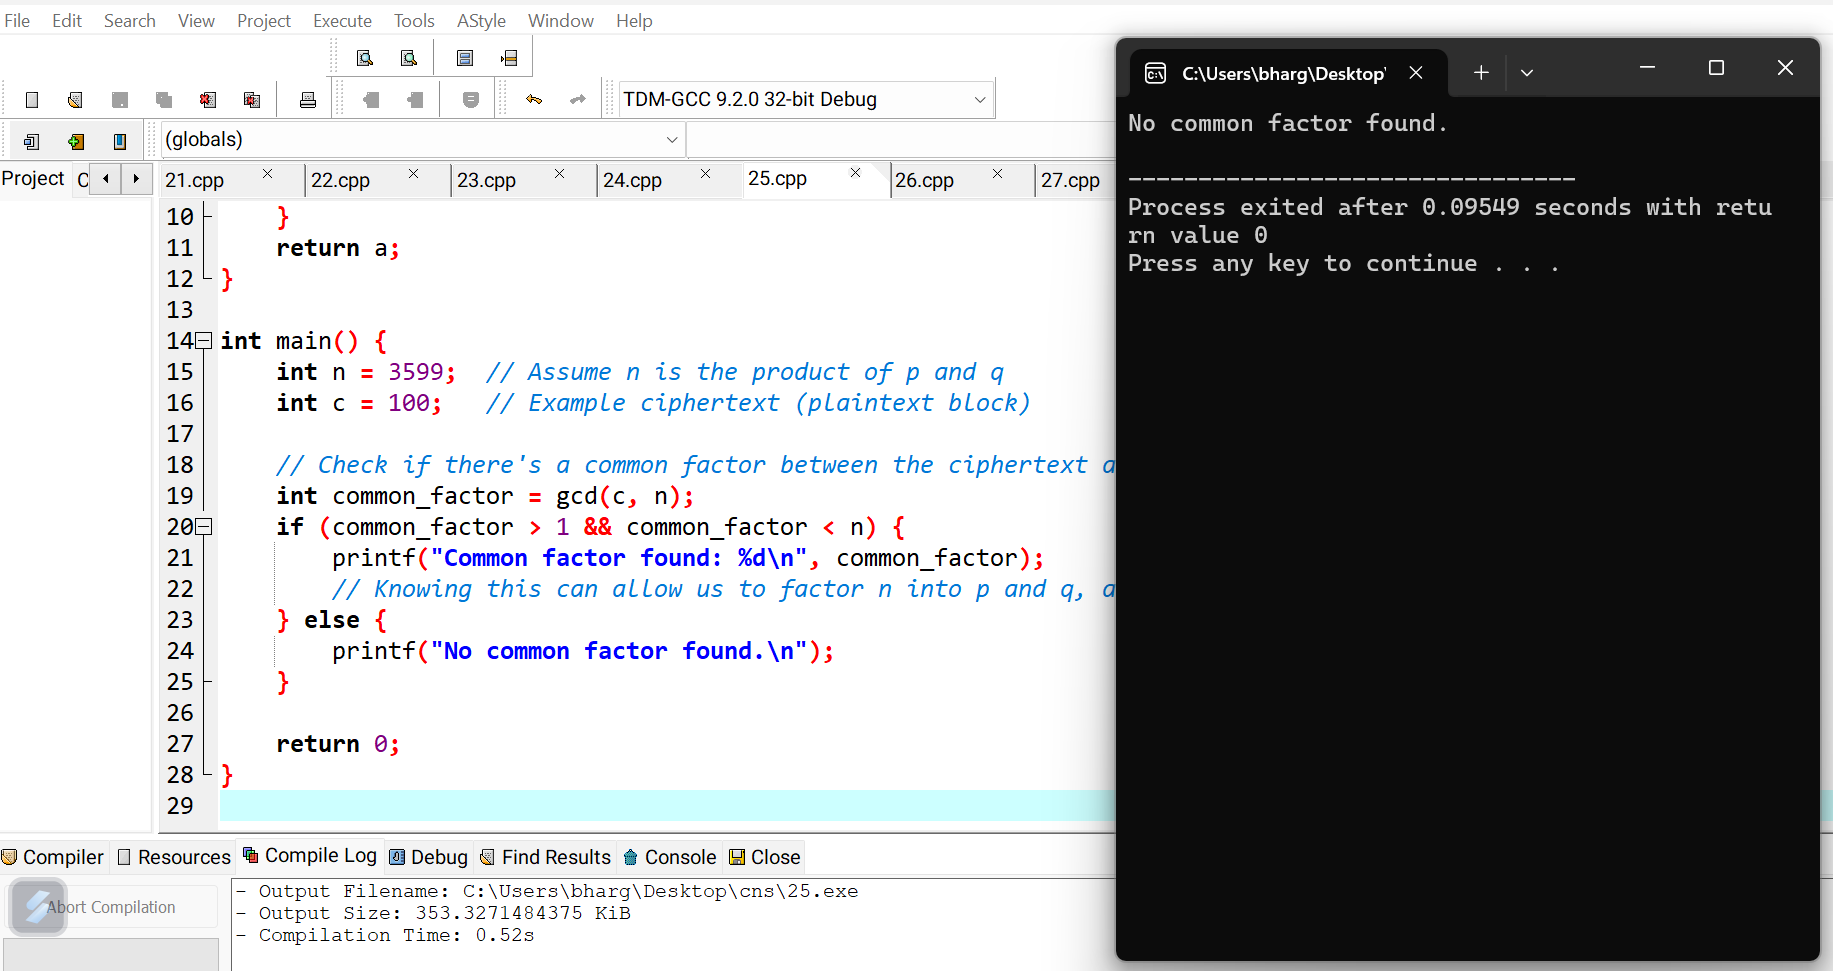 File Edit Search View Project Execute Tools AStyle Window Help
TDM-GCC 9.2.0 32-bit Debug
(globals)
Project C
21.cpp 22.cpp 23.cpp 24.cpp 25.cpp 26.cpp 27.cpp
10 }
11 return a;
12 }
13
14 int main() {
15 int n = 3599; // Assume n is the product of p and q
16 int c = 100; // Example ciphertext (plaintext block)
17
18 // Check if there's a common factor between the ciphertext a
19 int common_factor = gcd(c, n);
20 if (common_factor > 1 && common_factor < n) {
21 printf("Common factor found: %d\n", common_factor);
22 // Knowing this can allow us to factor n into p and q, a
23 } else {
24 printf("No common factor found.\n");
25 }
26
27 return 0;
28 }
29
Compiler Resources Compile Log Debug Find Results Console Close
Abort Compilation
- Output Filename: C:\Users\bharg\Desktop\cns\25.exe
- Output Size: 353.3271484375 KiB
- Compilation Time: 0.52s
C:\Users\bharg\Desktop'
No common factor found.
--------------------------------
Process exited after 0.09549 seconds with retu
rn value 0
Press any key to continue . . .